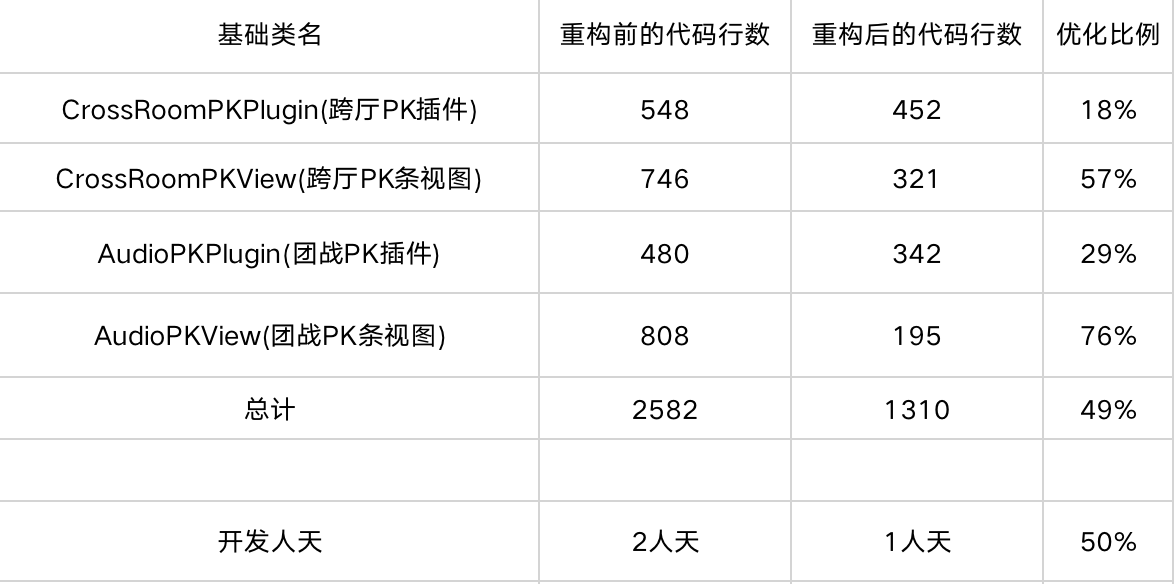 基础类名 重构前的代码行数 重构后的代码行数 优化比例
CrossRoomPKPlugin(跨厅PK插件) 548 452 18%
CrossRoomPKView(跨厅PK条视图) 746 321 57%
AudioPKPlugin(团战PK插件) 480 342 29%
AudioPKView(团战PK条视图) 808 195 76%
总计 2582 1310 49%
开发人天 2人天 1人天 50%